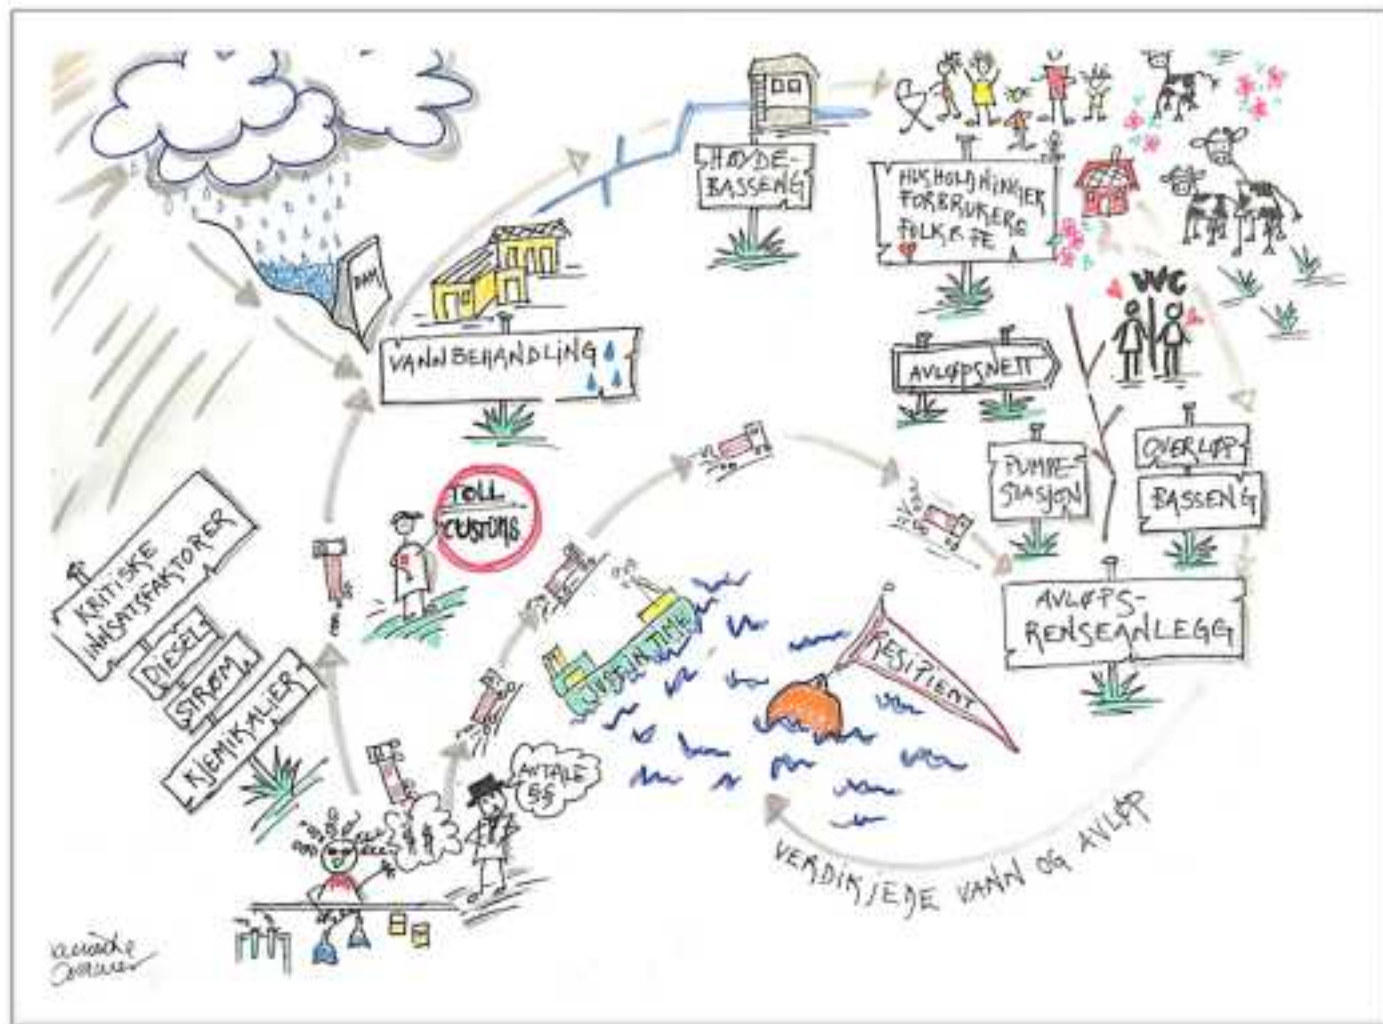 DAM
VANNBEHANDLING
HØYDE-
BASSENG
HUSHOLDNINGER
FORBRUKERE
FOLK & FE
WC
AVLØPSNETT
PUMPE-
STASJON
OVERLØP
BASSENG
AVLØPS-
RENSEANLEGG
TOLL
CUSTOMS
KRITISKE
INNSATSFAKTORER
DIESEL
STRØM
KJEMIKALIER
JUST IN TIME
RESIPIENT
AVTALE
§§
VERDIKJEDE VANN OG AVLØP